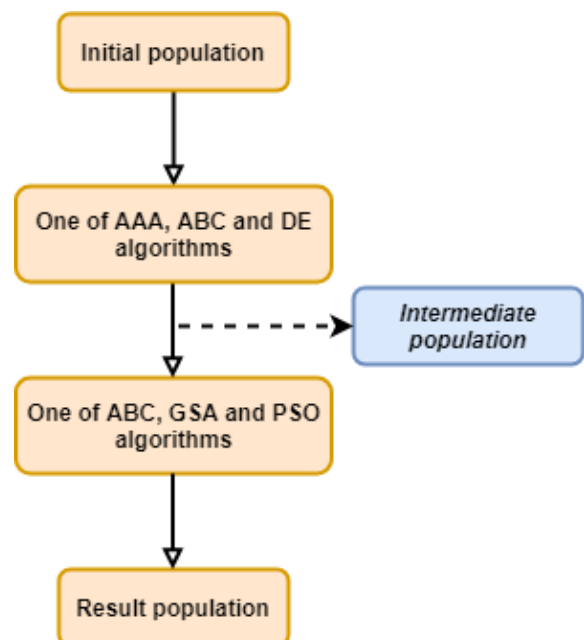 Initial population
One of AAA, ABC and DE
algorithms
Intermediate
population
One of ABC, GSA and PSO
algorithms
Result population